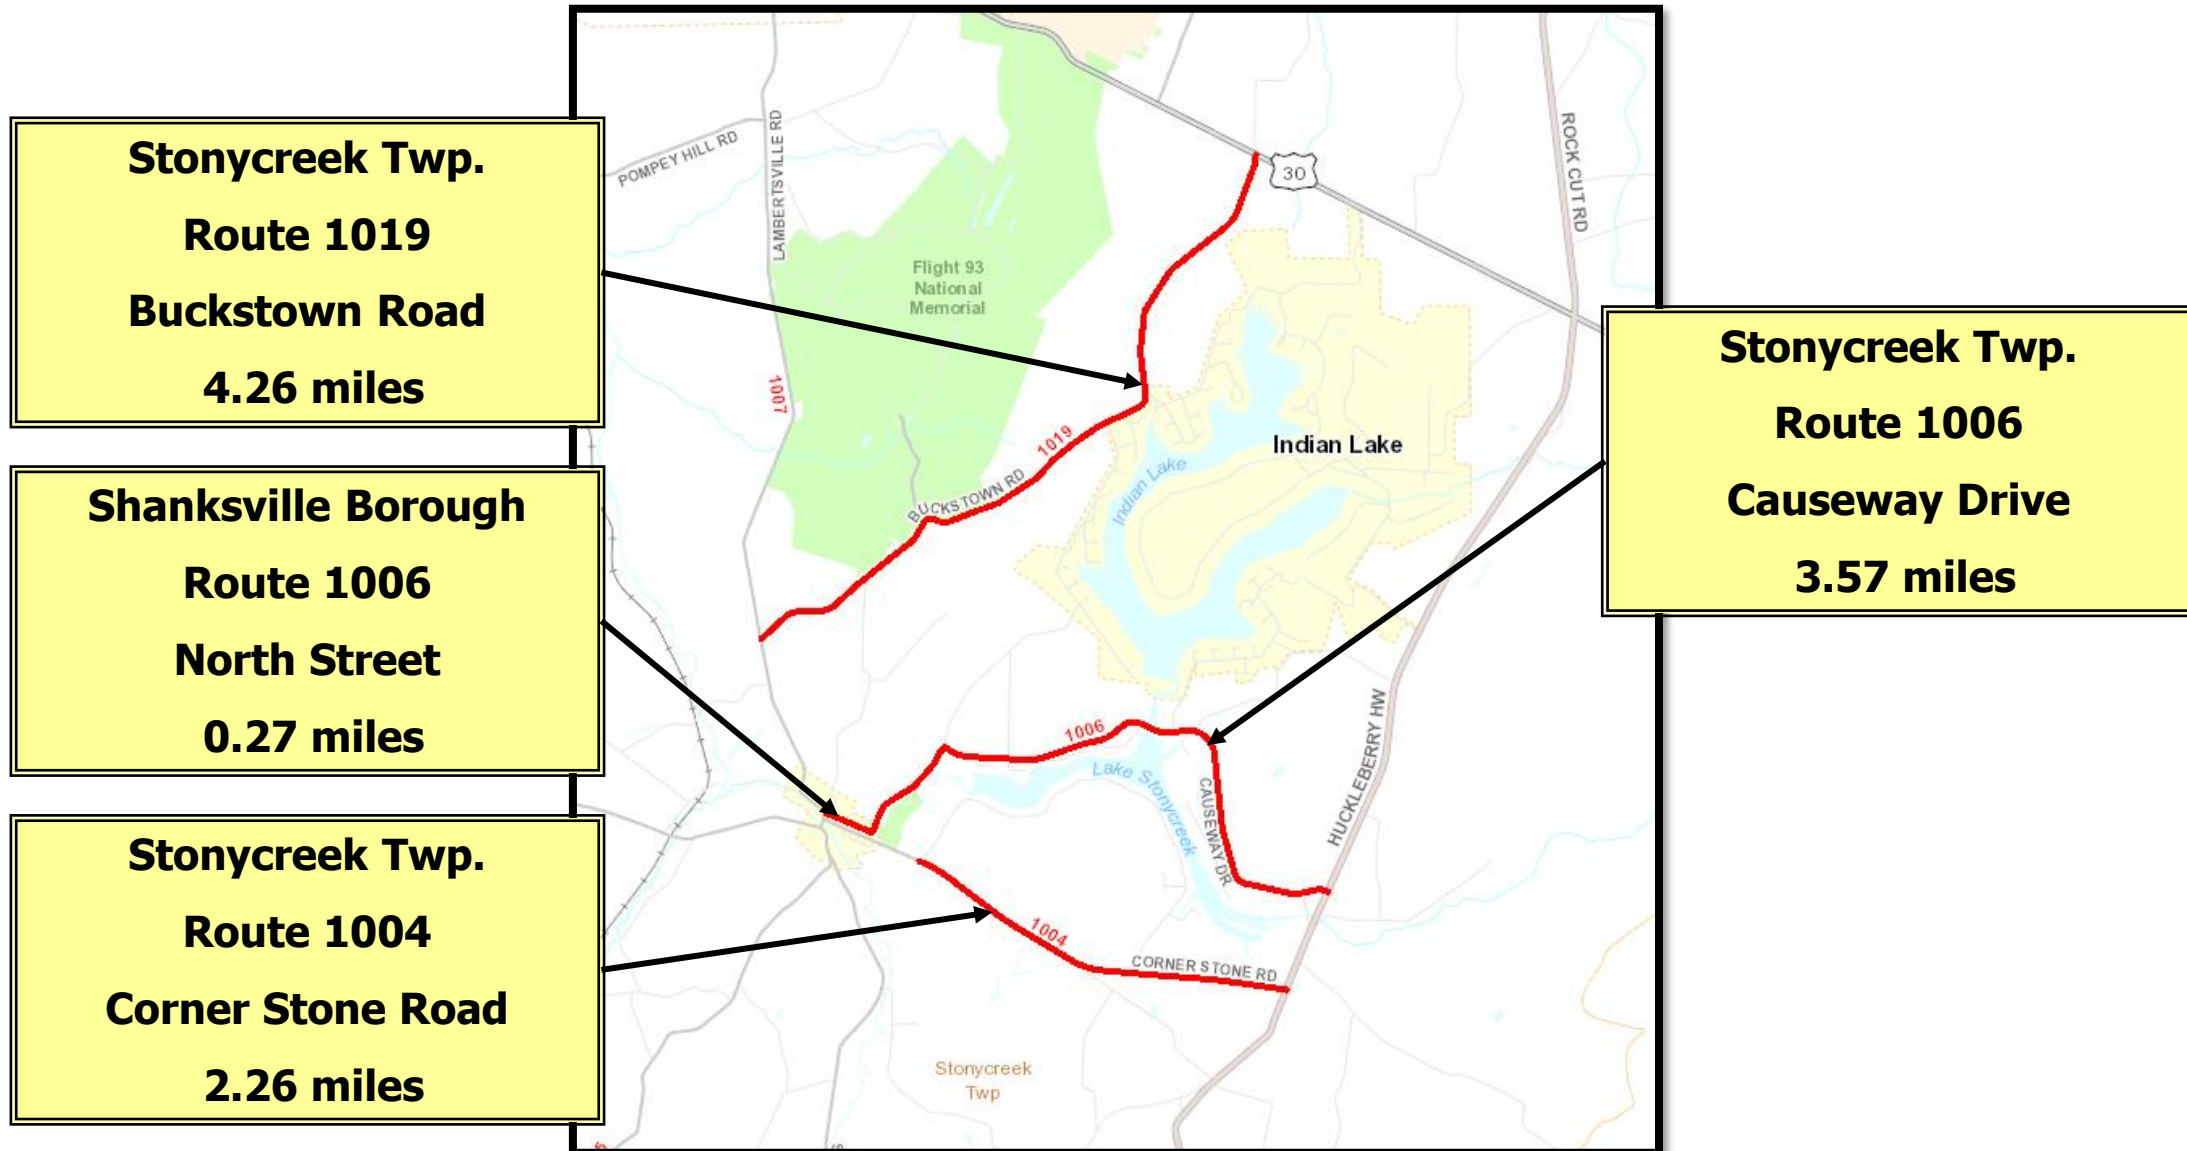 Stonycreek Twp.
Route 1019
Buckstown Road
4.26 miles
Shanksville Borough
Route 1006
North Street
0.27 miles
Stonycreek Twp.
Route 1004
Corner Stone Road
2.26 miles
POMPEY HILL RD
LAMBERTSVILLE RD
1007
Flight 93
National
Memorial
30
ROCK CUT RD
1019
BUCKSTOWN RD
Indian Lake
Indian Lake
1006
Lake Stonycreek
CAUSEWAY DR
HUCKLEBERRY HW
1004
CORNER STONE RD
Stonycreek
Twp
Stonycreek Twp.
Route 1006
Causeway Drive
3.57 miles